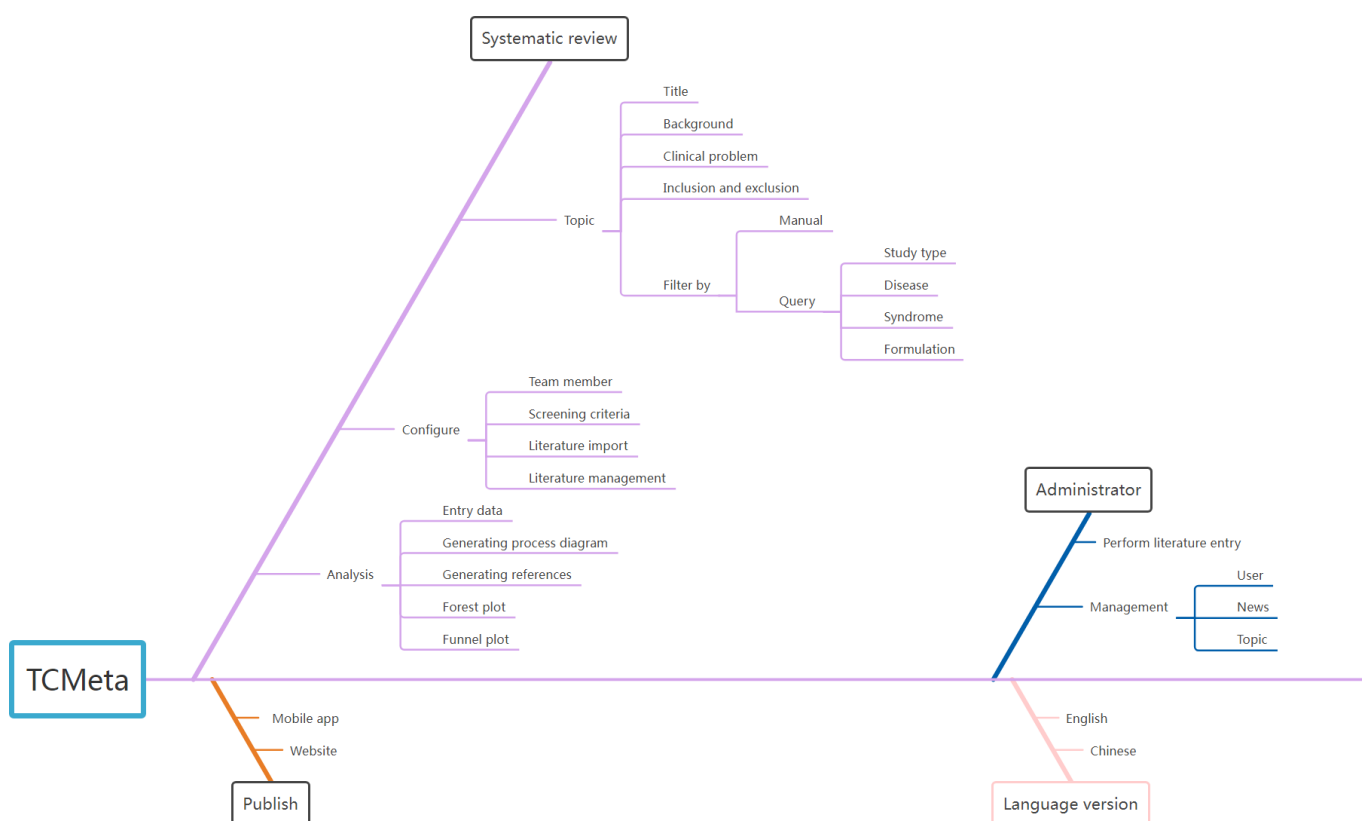 Systematic review
Title
Background
Clinical problem
Inclusion and exclusion
Topic
Manual
Filter by
Query
Study type
Disease
Syndrome
Formulation
Configure
Team member
Screening criteria
Literature import
Literature management
Analysis
Entry data
Generating process diagram
Generating references
Forest plot
Funnel plot
Administrator
Perform literature entry
Management
User
News
Topic
TCMeta
Mobile app
Website
Publish
English
Chinese
Language version